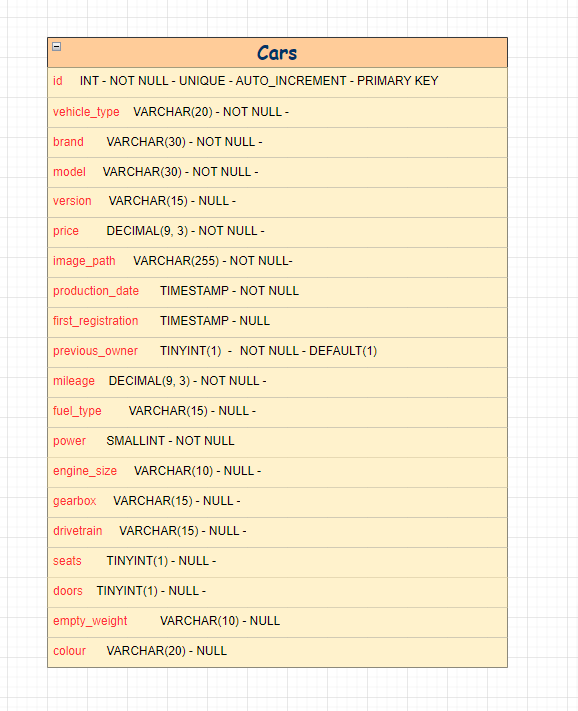 Cars
id INT - NOT NULL - UNIQUE - AUTO_INCREMENT - PRIMARY KEY
vehicle_type VARCHAR(20) - NOT NULL -
brand VARCHAR(30) - NOT NULL -
model VARCHAR(30) - NOT NULL -
version VARCHAR(15) - NULL -
price DECIMAL(9, 3) - NOT NULL -
image_path VARCHAR(255) - NOT NULL-
production_date TIMESTAMP - NOT NULL
first_registration TIMESTAMP - NULL
previous_owner TINYINT(1) - NOT NULL - DEFAULT(1)
mileage DECIMAL(9, 3) - NOT NULL -
fuel_type VARCHAR(15) - NULL -
power SMALLINT - NOT NULL
engine_size VARCHAR(10) - NULL -
gearbox VARCHAR(15) - NULL -
drivetrain VARCHAR(15) - NULL -
seats TINYINT(1) - NULL -
doors TINYINT(1) - NULL -
empty_weight VARCHAR(10) - NULL
colour VARCHAR(20) - NULL